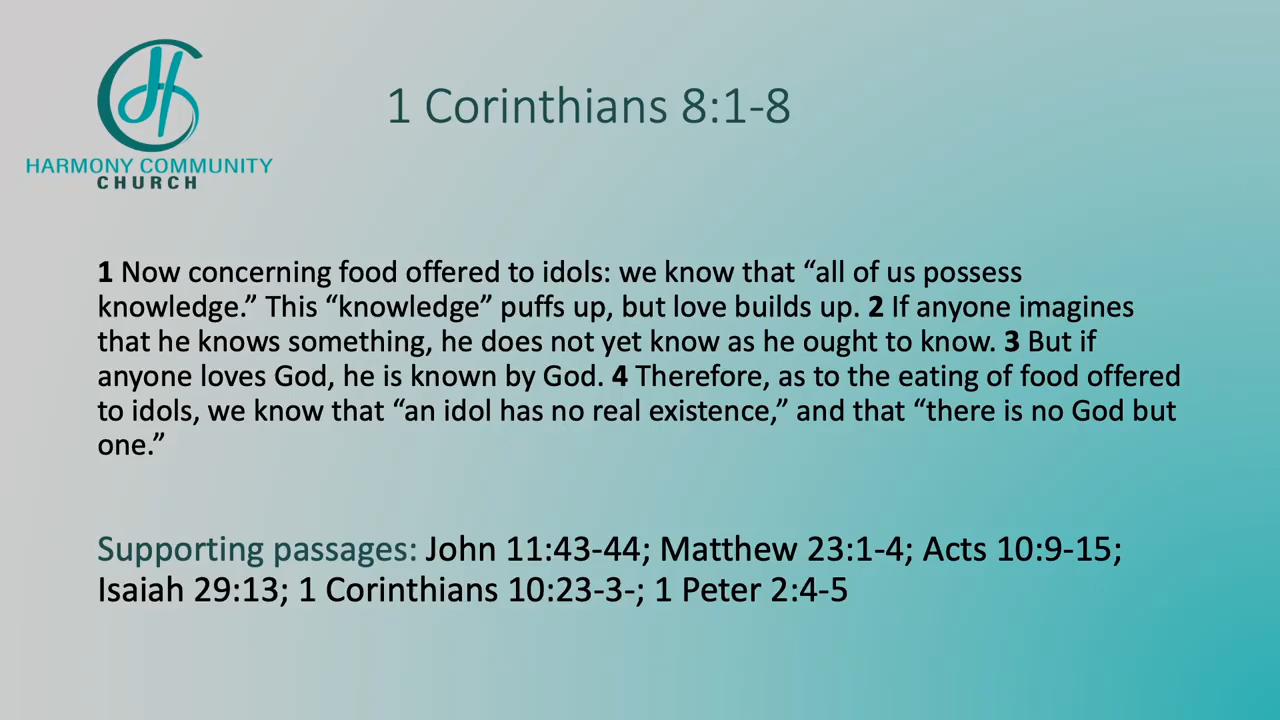 HARMONY COMMUNITY
CHURCH
1 Corinthians 8:1-8
1 Now concerning food offered to idols: we know that “all of us possess
knowledge.” This “knowledge” puffs up, but love builds up. 2 If anyone imagines
that he knows something, he does not yet know as he ought to know. 3 But if
anyone loves God, he is known by God. 4 Therefore, as to the eating of food offered
to idols, we know that “an idol has no real existence,” and that “there is no God but
one.”
Supporting passages: John 11:43-44; Matthew 23:1-4; Acts 10:9-15;
Isaiah 29:13; 1 Corinthians 10:23-3-; 1 Peter 2:4-5